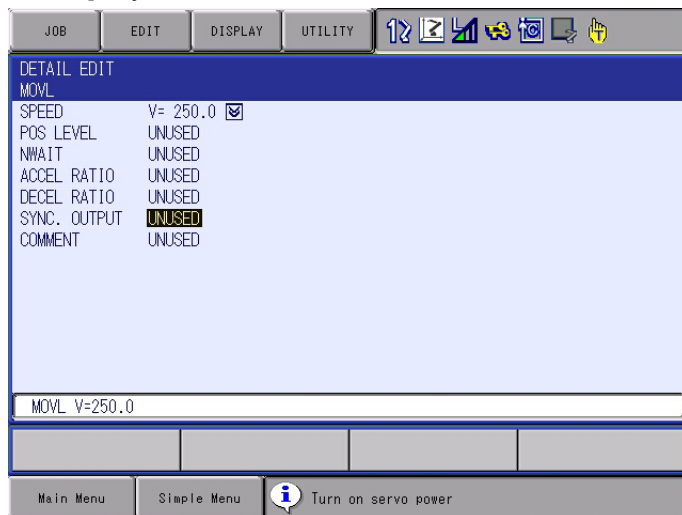 JOB EDIT DISPLAY UTILITY
DETAIL EDIT
MOVL
SPEED V= 250.0
POS LEVEL UNUSED
NWAIT UNUSED
ACCEL RATIO UNUSED
DECEL RATIO UNUSED
SYNC. OUTPUT UNUSED
COMMENT UNUSED
MOVL V=250.0
Main Menu Simple Menu Turn on servo power